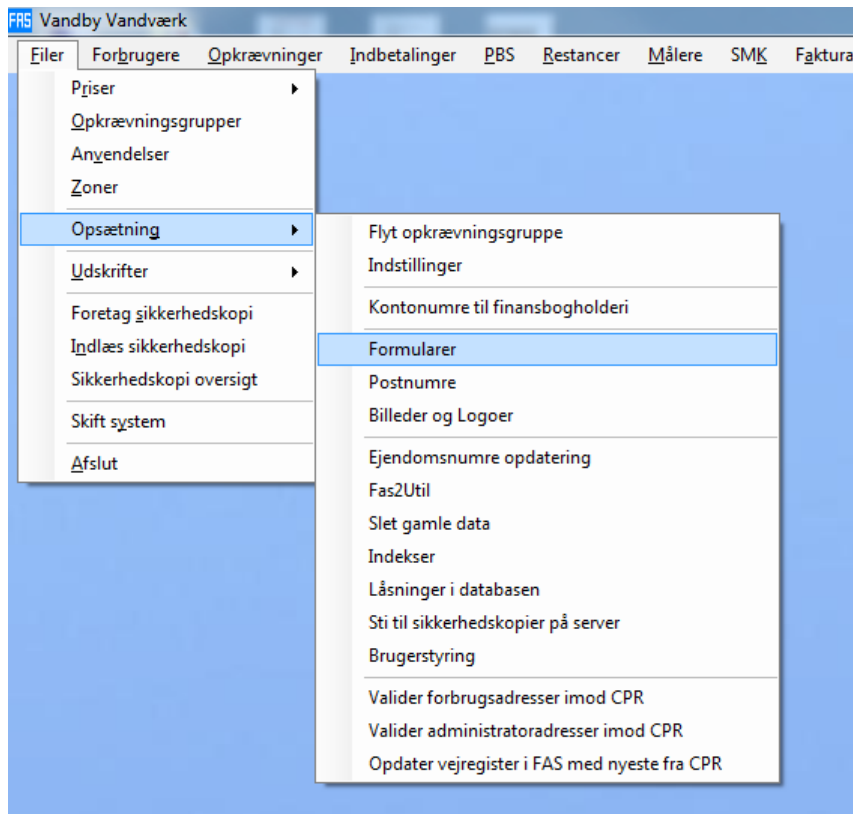 FAS Vandby Vandværk
Filer Forbrugere Opkrævninger Indbetalinger PBS Restancer Målere SMK Faktura
Priser
Opkrævningsgrupper
Anvendelser
Zoner
Opsætning
Udskrifter
Foretag sikkerhedskopi
Indlæs sikkerhedskopi
Sikkerhedskopi oversigt
Skift system
Afslut
Flyt opkrævningsgruppe
Indstillinger
Kontonumre til finansbogholderi
Formularer
Postnumre
Billeder og Logoer
Ejendomsnumre opdatering
Fas2Util
Slet gamle data
Indekser
Låsninger i databasen
Sti til sikkerhedskopier på server
Brugerstyring
Valider forbrugsadresser imod CPR
Valider administratoradresser imod CPR
Opdater vejregister i FAS med nyeste fra CPR